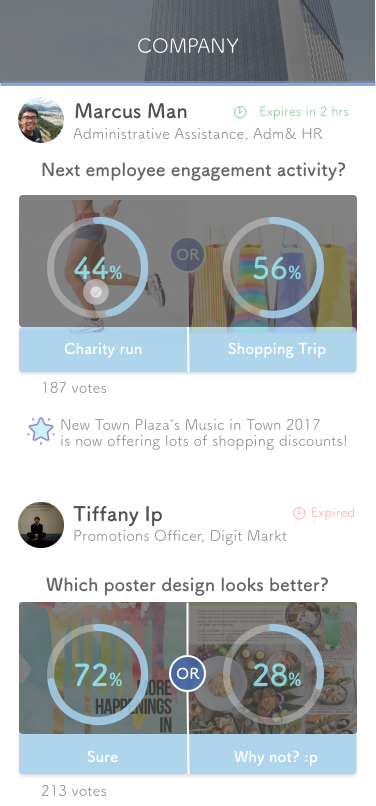 COMPANY
Marcus Man
Expires in 2 hrs
Administrative Assistance, Adm& HR
Next employee engagement activity?
44%
OR
56%
Charity run
Shopping Trip
187 votes
New Town Plaza's Music in Town 2017
is now offering lots of shopping discounts!
Tiffany Ip
Expired
Promotions Officer, Digit Markt
Which poster design looks better?
72%
OR
28%
MORE
HAPPENINGS
IN
Sure
Why not? :p
213 votes